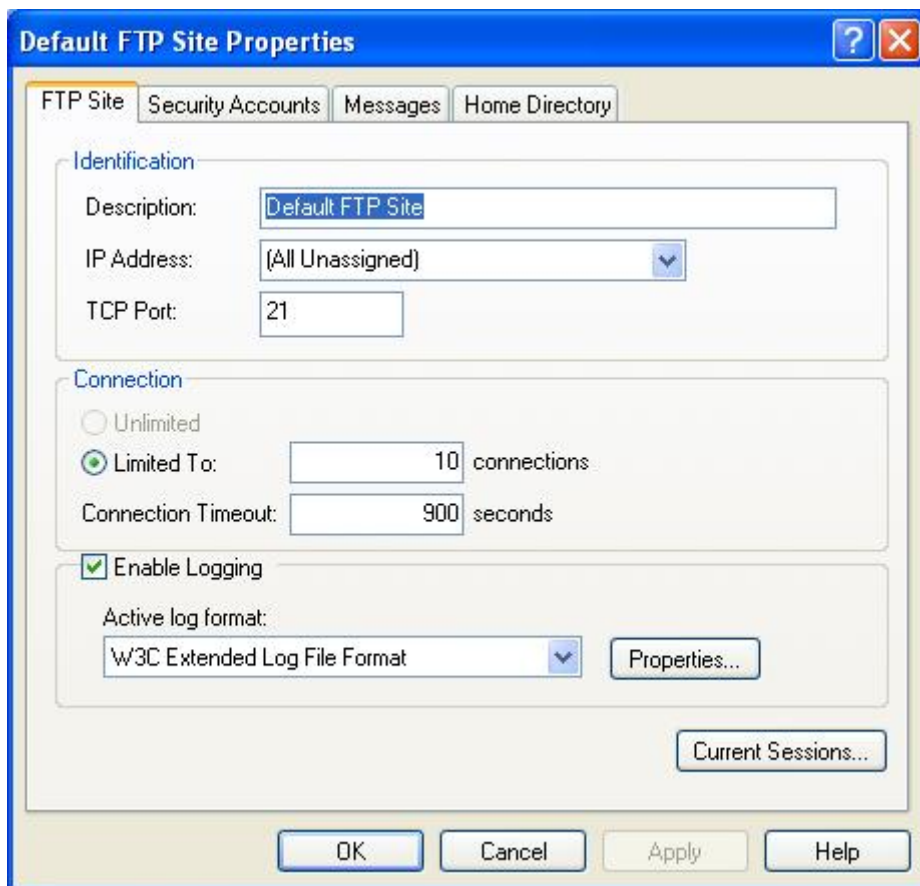 Default FTP Site Properties
?
FTP Site Security Accounts Messages Home Directory
Identification
Description: Default FTP Site
IP Address: (All Unassigned)
TCP Port: 21
Connection
Unlimited
Limited To: 10 connections
Connection Timeout: 900 seconds
Enable Logging
Active log format:
W3C Extended Log File Format Properties...
Current Sessions...
OK Cancel Apply Help